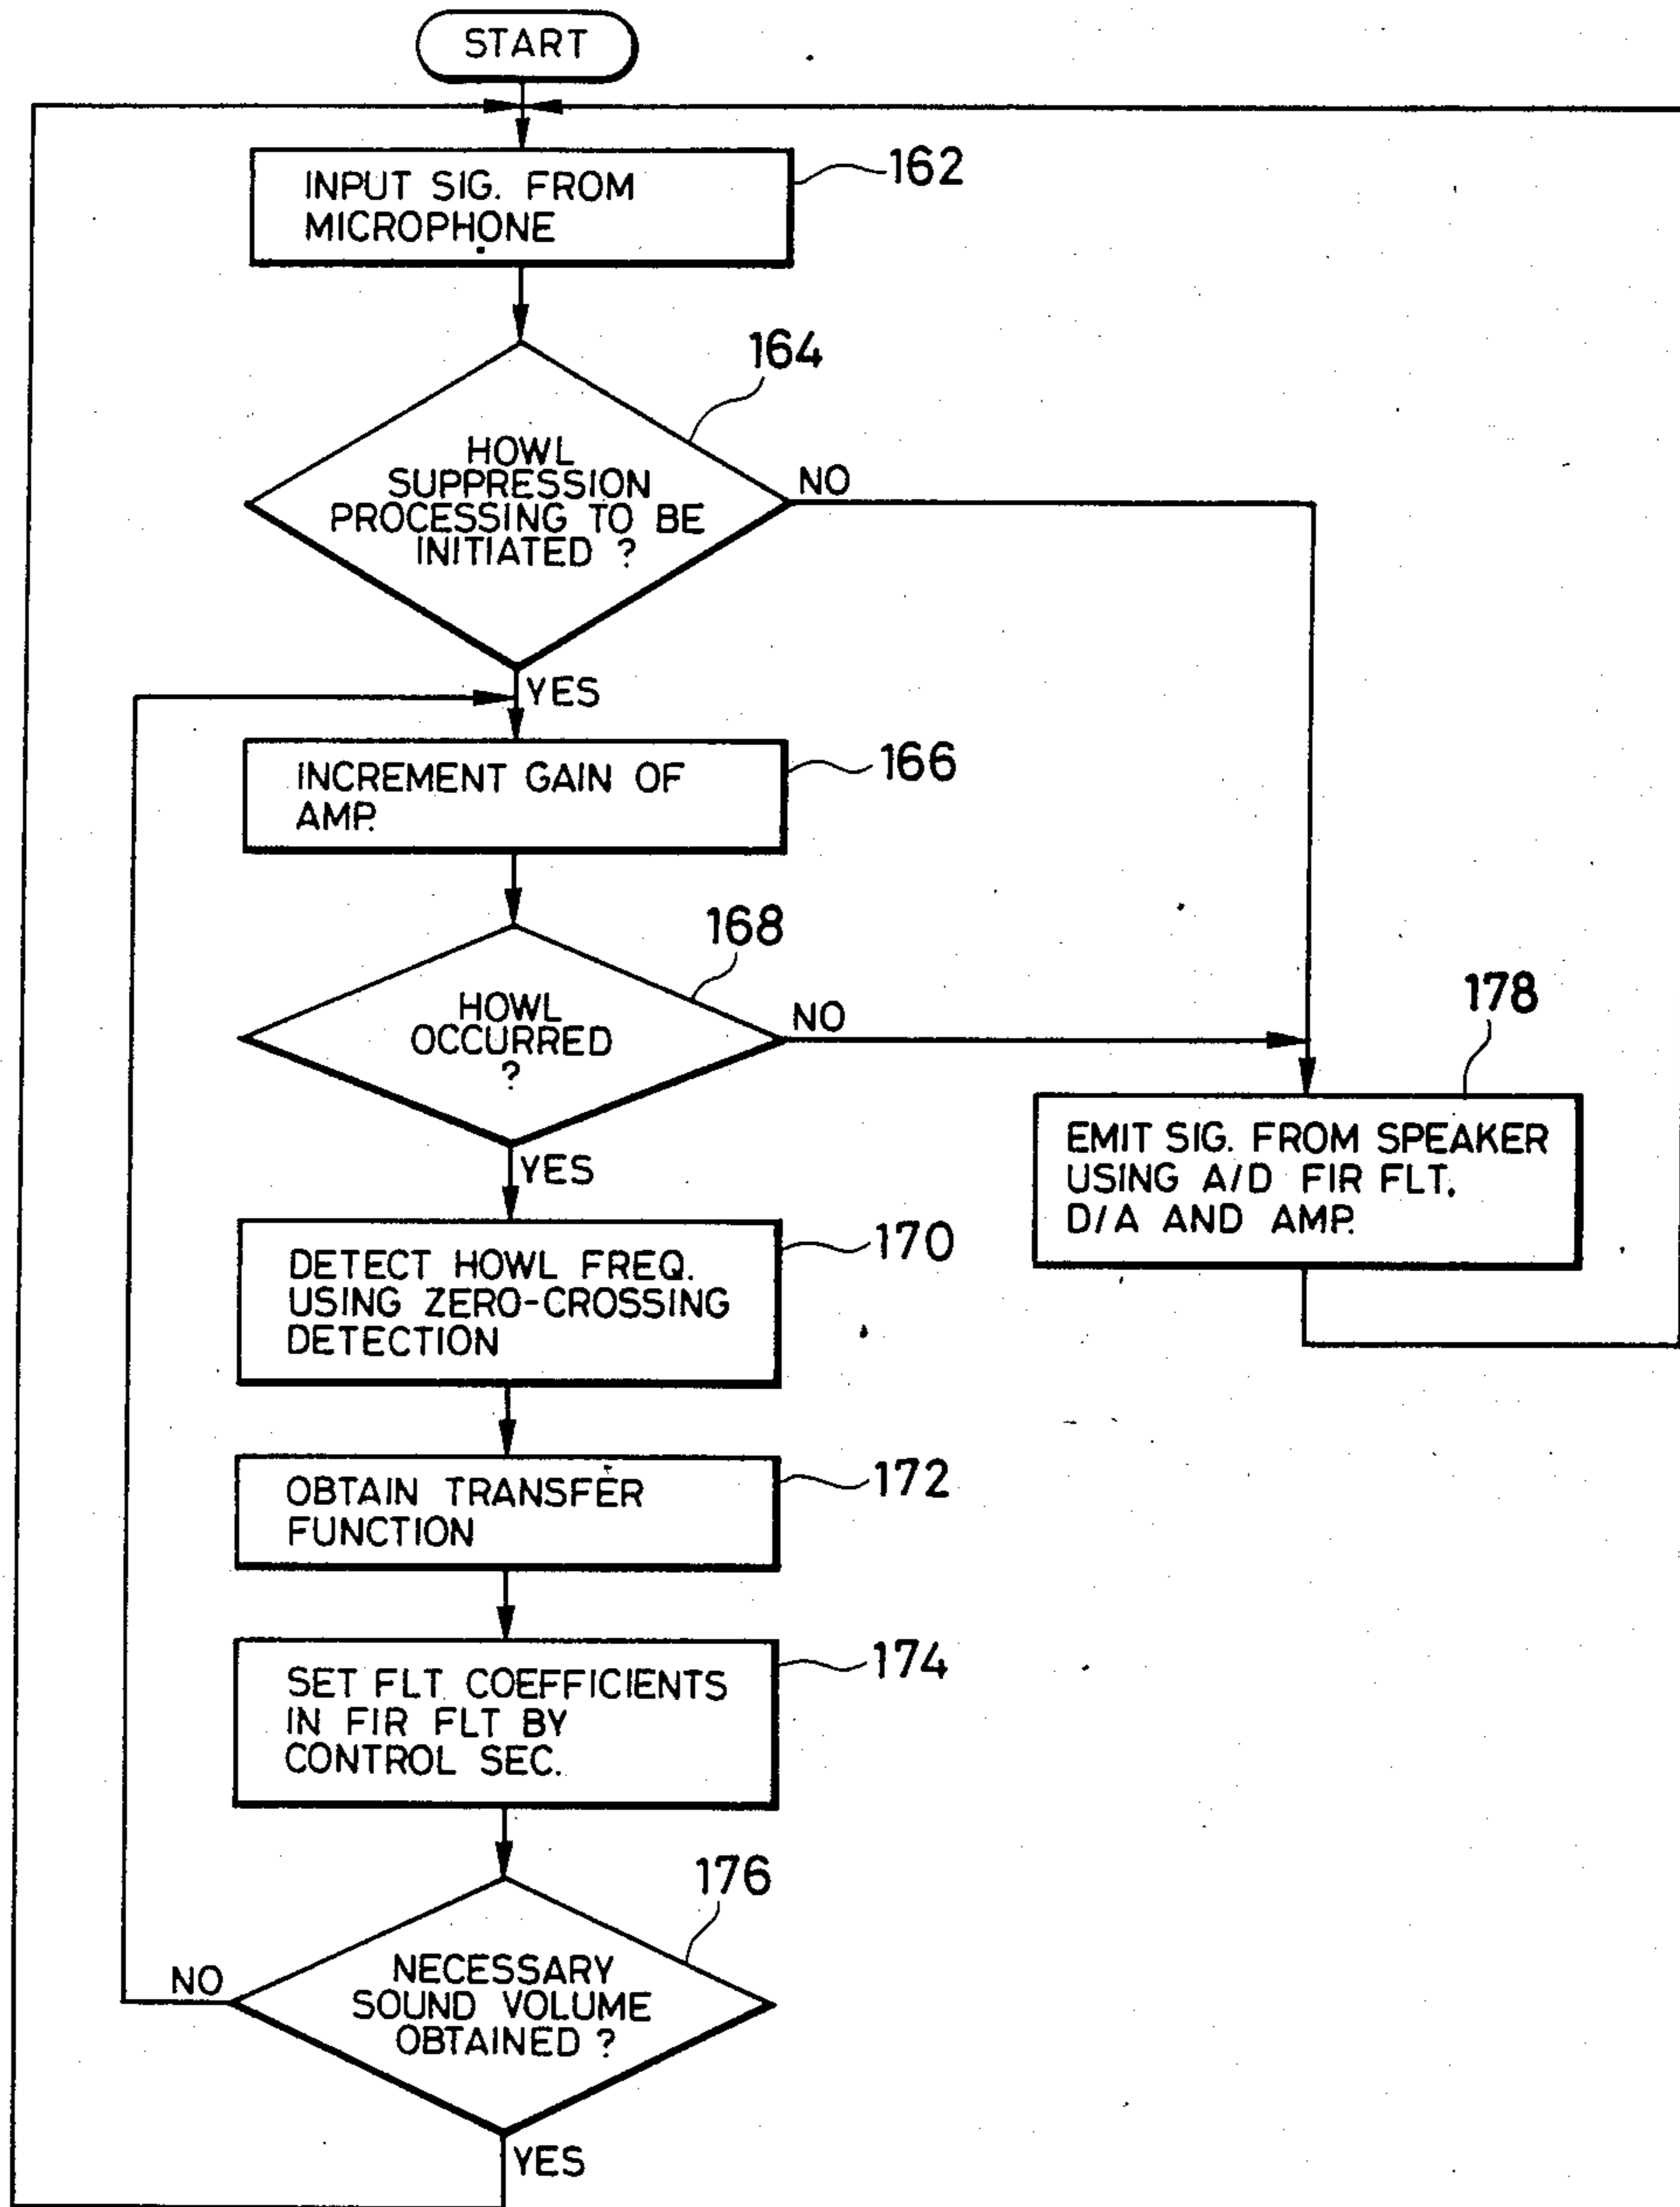 START
INPUT SIG. FROM
MICROPHONE
162
164
HOWL
SUPPRESSION
PROCESSING TO BE
INITIATED ?
NO
YES
INCREMENT GAIN OF
AMP.
166
168
HOWL
OCCURRED
?
NO
YES
178
EMIT SIG. FROM SPEAKER
USING A/D FIR FLT.
D/A AND AMP.
DETECT HOWL FREQ.
USING ZERO-CROSSING
DETECTION
170
OBTAIN TRANSFER
FUNCTION
172
SET FLT COEFFICIENTS
IN FIR FLT BY
CONTROL SEC.
174
176
NECESSARY
SOUND VOLUME
OBTAINED ?
NO
YES